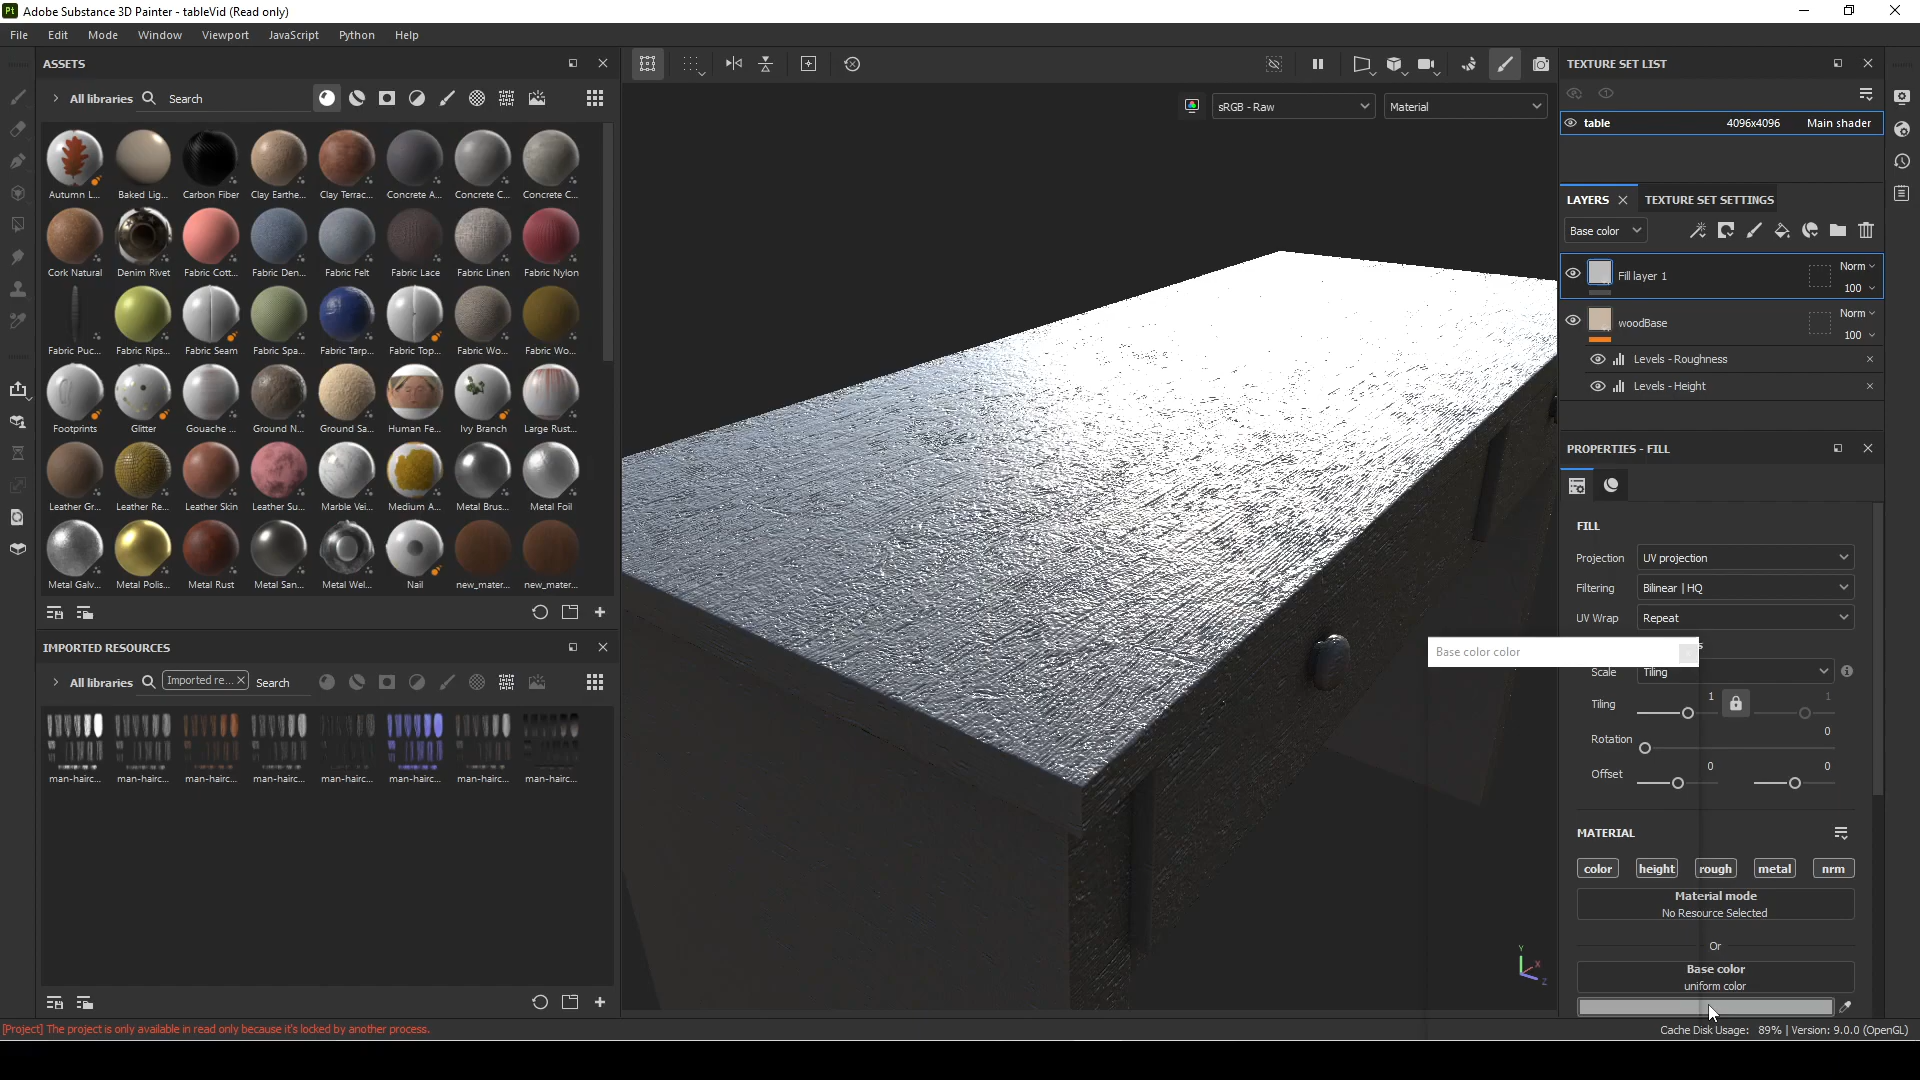 Pt Adobe Substance 3D Painter - tableVid (Read only)
File Edit Mode Window Viewport JavaScript Python Help
ASSETS
All libraries Search
Autumn L... Baked Lig... Carbon Fiber Clay Earthe... Clay Terrac... Concrete A... Concrete C... Concrete C...
Cork Natural Denim Rivet Fabric Cott... Fabric Den... Fabric Felt Fabric Lace Fabric Linen Fabric Nylon
Fabric Puc... Fabric Rips... Fabric Seam Fabric Spa... Fabric Tarp... Fabric Top... Fabric Wo... Fabric Wo...
Footprints Glitter Gouache ... Ground N... Ground Sa... Human Fe... Ivy Branch Large Rust...
Leather Gr... Leather Re... Leather Skin Leather Su... Marble Vei... Medium A... Metal Brus... Metal Foil
Metal Galv... Metal Polis... Metal Rust Metal San... Metal Wel... Nail new_mater... new_mater...
IMPORTED RESOURCES
All libraries Imported re... Search
man-hairc... man-hairc... man-hairc... man-hairc... man-hairc... man-hairc... man-hairc... man-hairc...
sRGB - Raw Material
Base color color
Y
X
Z
TEXTURE SET LIST
table 4096x4096 Main shader
LAYERS TEXTURE SET SETTINGS
Base color
Fill layer 1 Norm
100
woodBase Norm
100
Levels - Roughness
Levels - Height
PROPERTIES - FILL
FILL
Projection UV projection
Filtering Bilinear | HQ
UV Wrap Repeat
Scale Tiling
Tiling 1 1
Rotation 0
Offset 0 0
MATERIAL
color height rough metal nrm
Material mode
No Resource Selected
Or
Base color
uniform color
[Project] The project is only available in read only because it's locked by another process.
Cache Disk Usage: 89% | Version: 9.0.0 (OpenGL)